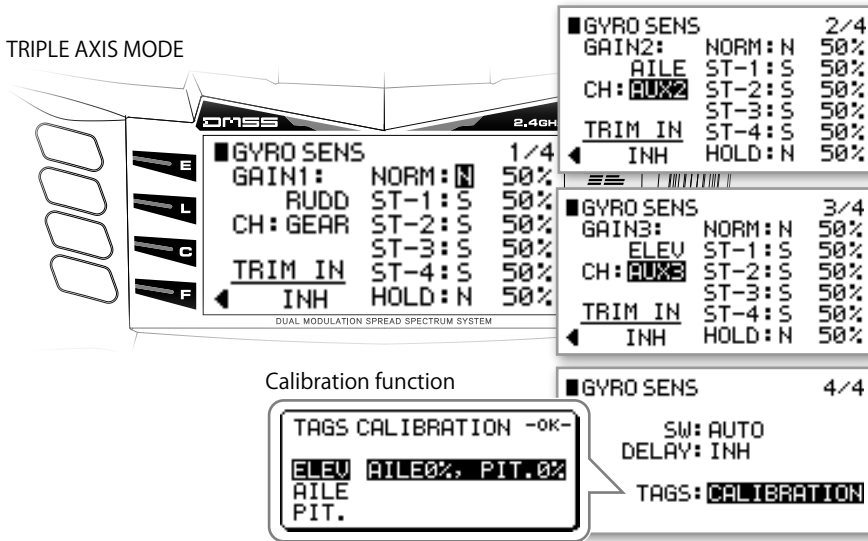 TRIPLE AXIS MODE
DMSS 2.4GH
E
L
C
F
■GYRO SENS 1/4
GAIN1: NORM:N 50%
RUDD ST-1:S 50%
CH:GEAR ST-2:S 50%
ST-3:S 50%
TRIM IN ST-4:S 50%
INH HOLD:N 50%
DUAL MODULATION SPREAD SPECTRUM SYSTEM
■GYRO SENS 2/4
GAIN2: NORM:N 50%
AILE ST-1:S 50%
CH:AUX2 ST-2:S 50%
ST-3:S 50%
TRIM IN ST-4:S 50%
INH HOLD:N 50%
■GYRO SENS 3/4
GAIN3: NORM:N 50%
ELEV ST-1:S 50%
CH:AUX3 ST-2:S 50%
ST-3:S 50%
TRIM IN ST-4:S 50%
INH HOLD:N 50%
Calibration function
TAGS CALIBRATION -OK-
ELEV AILE0%, PIT.0%
AILE
PIT.
■GYRO SENS 4/4
SW:AUTO
DELAY:INH
TAGS:CALIBRATION